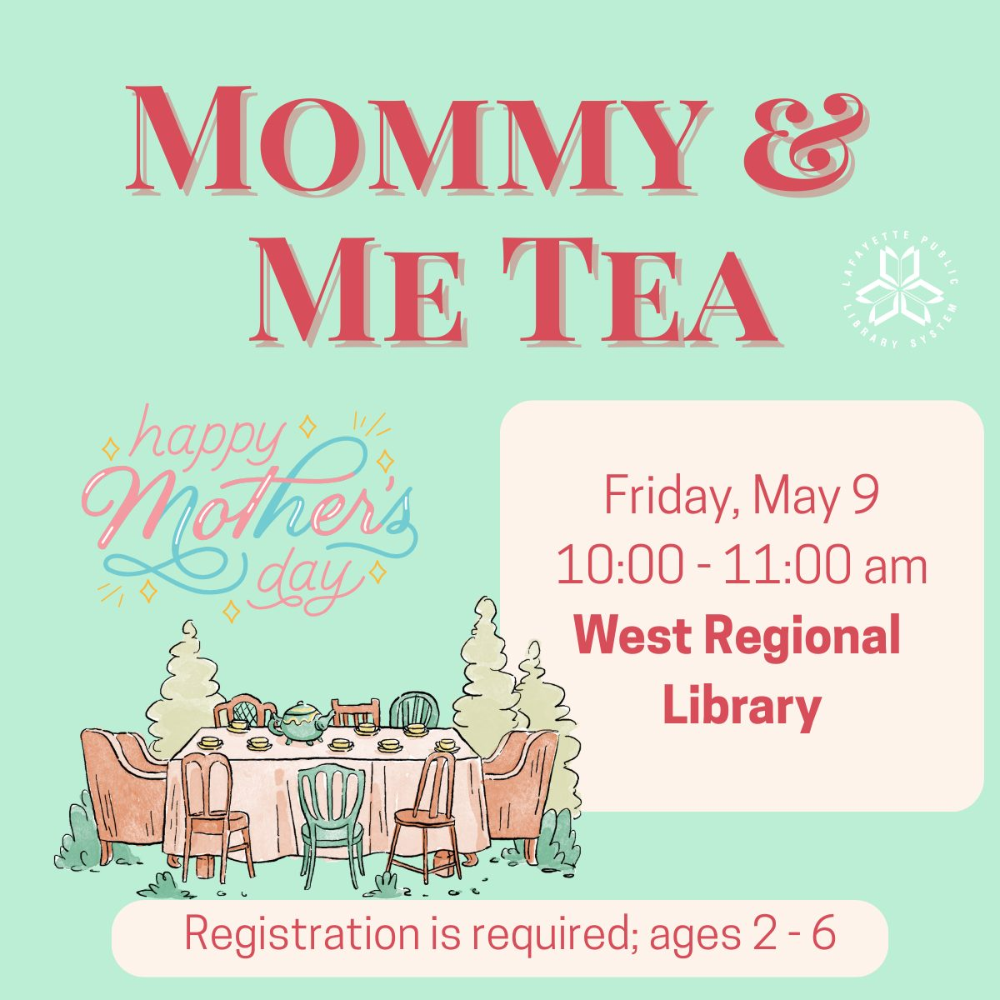 MOMMY &
ME TEA
LAFAYETTE PUBLIC
LIBRARY SYSTEM
happy
Mother's
day
Friday, May 9
10:00 - 11:00 am
West Regional
Library
Registration is required; ages 2 - 6